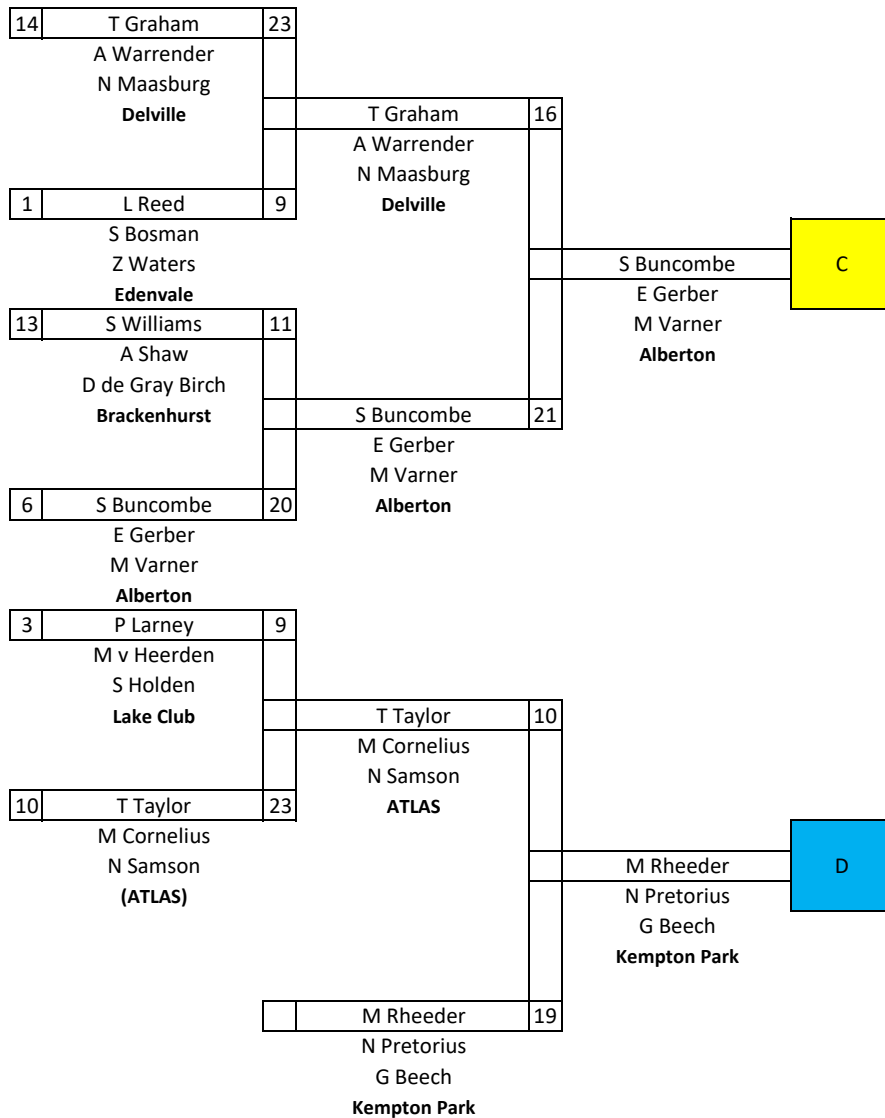 14 T Graham 23
A Warrender
N Maasburg
Delville
T Graham 16
A Warrender
N Maasburg
Delville
1 L Reed 9
S Bosman
Z Waters
Edenvale
S Buncombe C
E Gerber
M Varner
Alberton
13 S Williams 11
A Shaw
D de Gray Birch
Brackenhurst
S Buncombe 21
E Gerber
M Varner
Alberton
6 S Buncombe 20
E Gerber
M Varner
Alberton
3 P Larney 9
M v Heerden
S Holden
Lake Club
T Taylor 10
M Cornelius
N Samson
ATLAS
10 T Taylor 23
M Cornelius
N Samson
(ATLAS)
M Rheeder D
N Pretorius
G Beech
Kempton Park
M Rheeder 19
N Pretorius
G Beech
Kempton Park